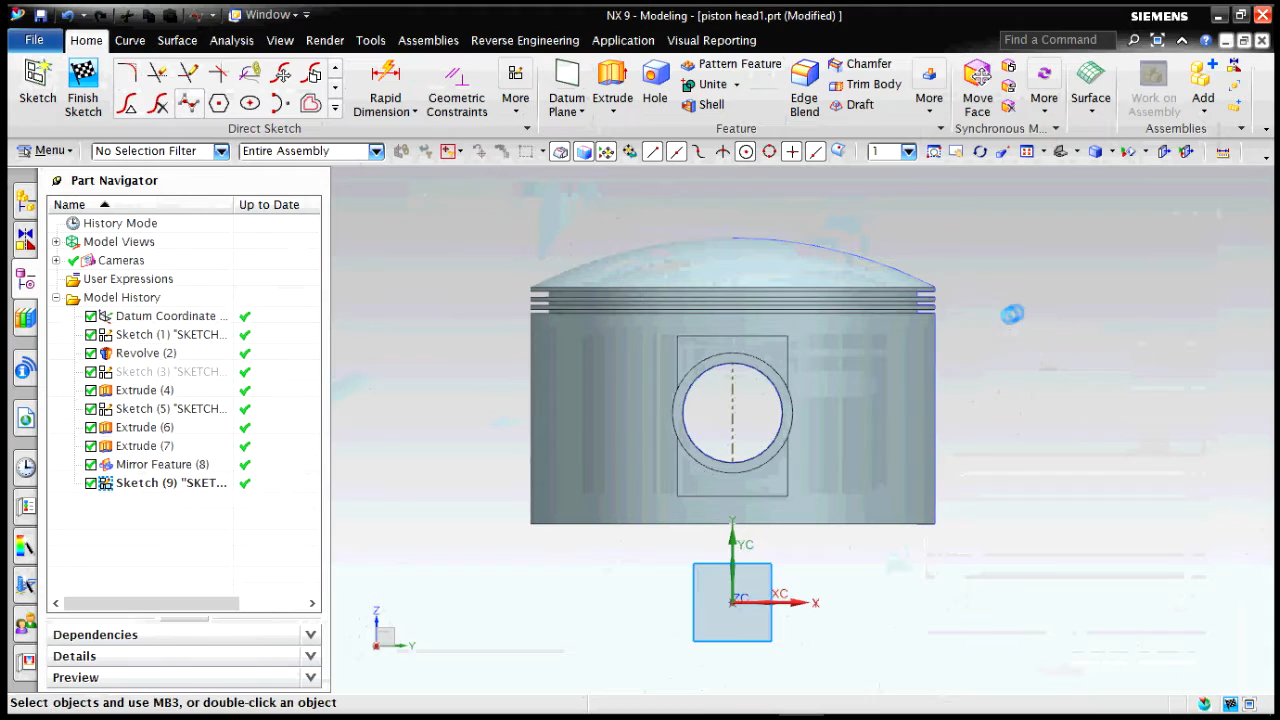 Window
NX 9 - Modeling - [piston head1.prt (Modified) ]
SIEMENS
File
Home
Curve
Surface
Analysis
View
Render
Tools
Assemblies
Reverse Engineering
Application
Visual Reporting
Find a Command
Sketch
Finish Sketch
Rapid Dimension
Geometric Constraints
More
Direct Sketch
Datum Plane
Extrude
Hole
Pattern Feature
Unite
Shell
Edge Blend
Chamfer
Trim Body
Draft
More
Feature
Move Face
More
Synchronous M...
Surface
Work on Assembly
Add
Assemblies
Menu
No Selection Filter
Entire Assembly
1
Part Navigator
Name
Up to Date
History Mode
Model Views
Cameras
User Expressions
Model History
Datum Coordinate ...
Sketch (1) "SKETCH...
Revolve (2)
Sketch (3) "SKETCH...
Extrude (4)
Sketch (5) "SKETCH...
Extrude (6)
Extrude (7)
Mirror Feature (8)
Sketch (9) "SKET...
Dependencies
Details
Preview
Y
YC
ZC
XC
X
Z
Y
Select objects and use MB3, or double-click an object